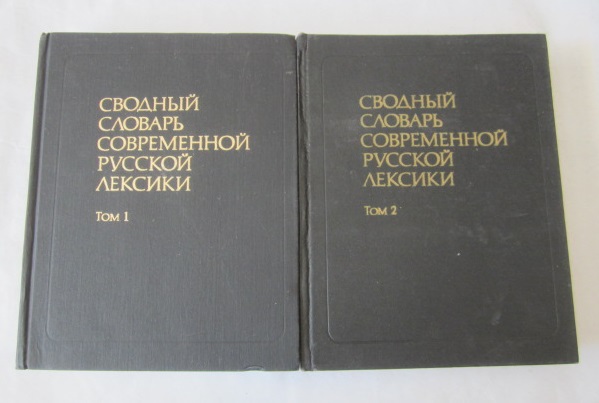 СВОДНЫЙ
СЛОВАРЬ
СОВРЕМЕННОЙ
РУССКОЙ
ЛЕКСИКИ
Том 1
СВОДНЫЙ
СЛОВАРЬ
СОВРЕМЕННОЙ
РУССКОЙ
ЛЕКСИКИ
Том 2